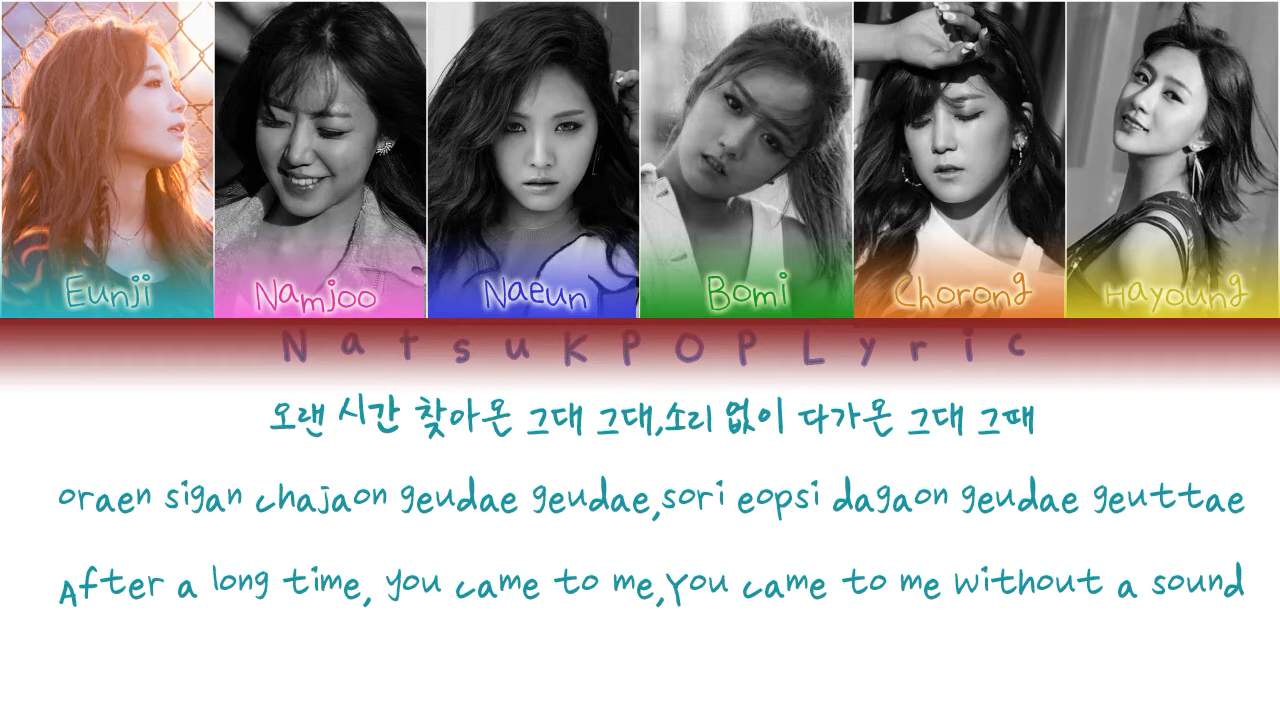 Eunji Namjoo Naeun Bomi Chorong Hayoung
NatsuKPOPLyric
오랜 시간 찾아온 그대 그대,소리 없이 다가온 그대 그때
oraen sigan chajaon geudae geudae,sori eopsi dagaon geudae geuttae
After a long time, you came to me,You came to me without a sound